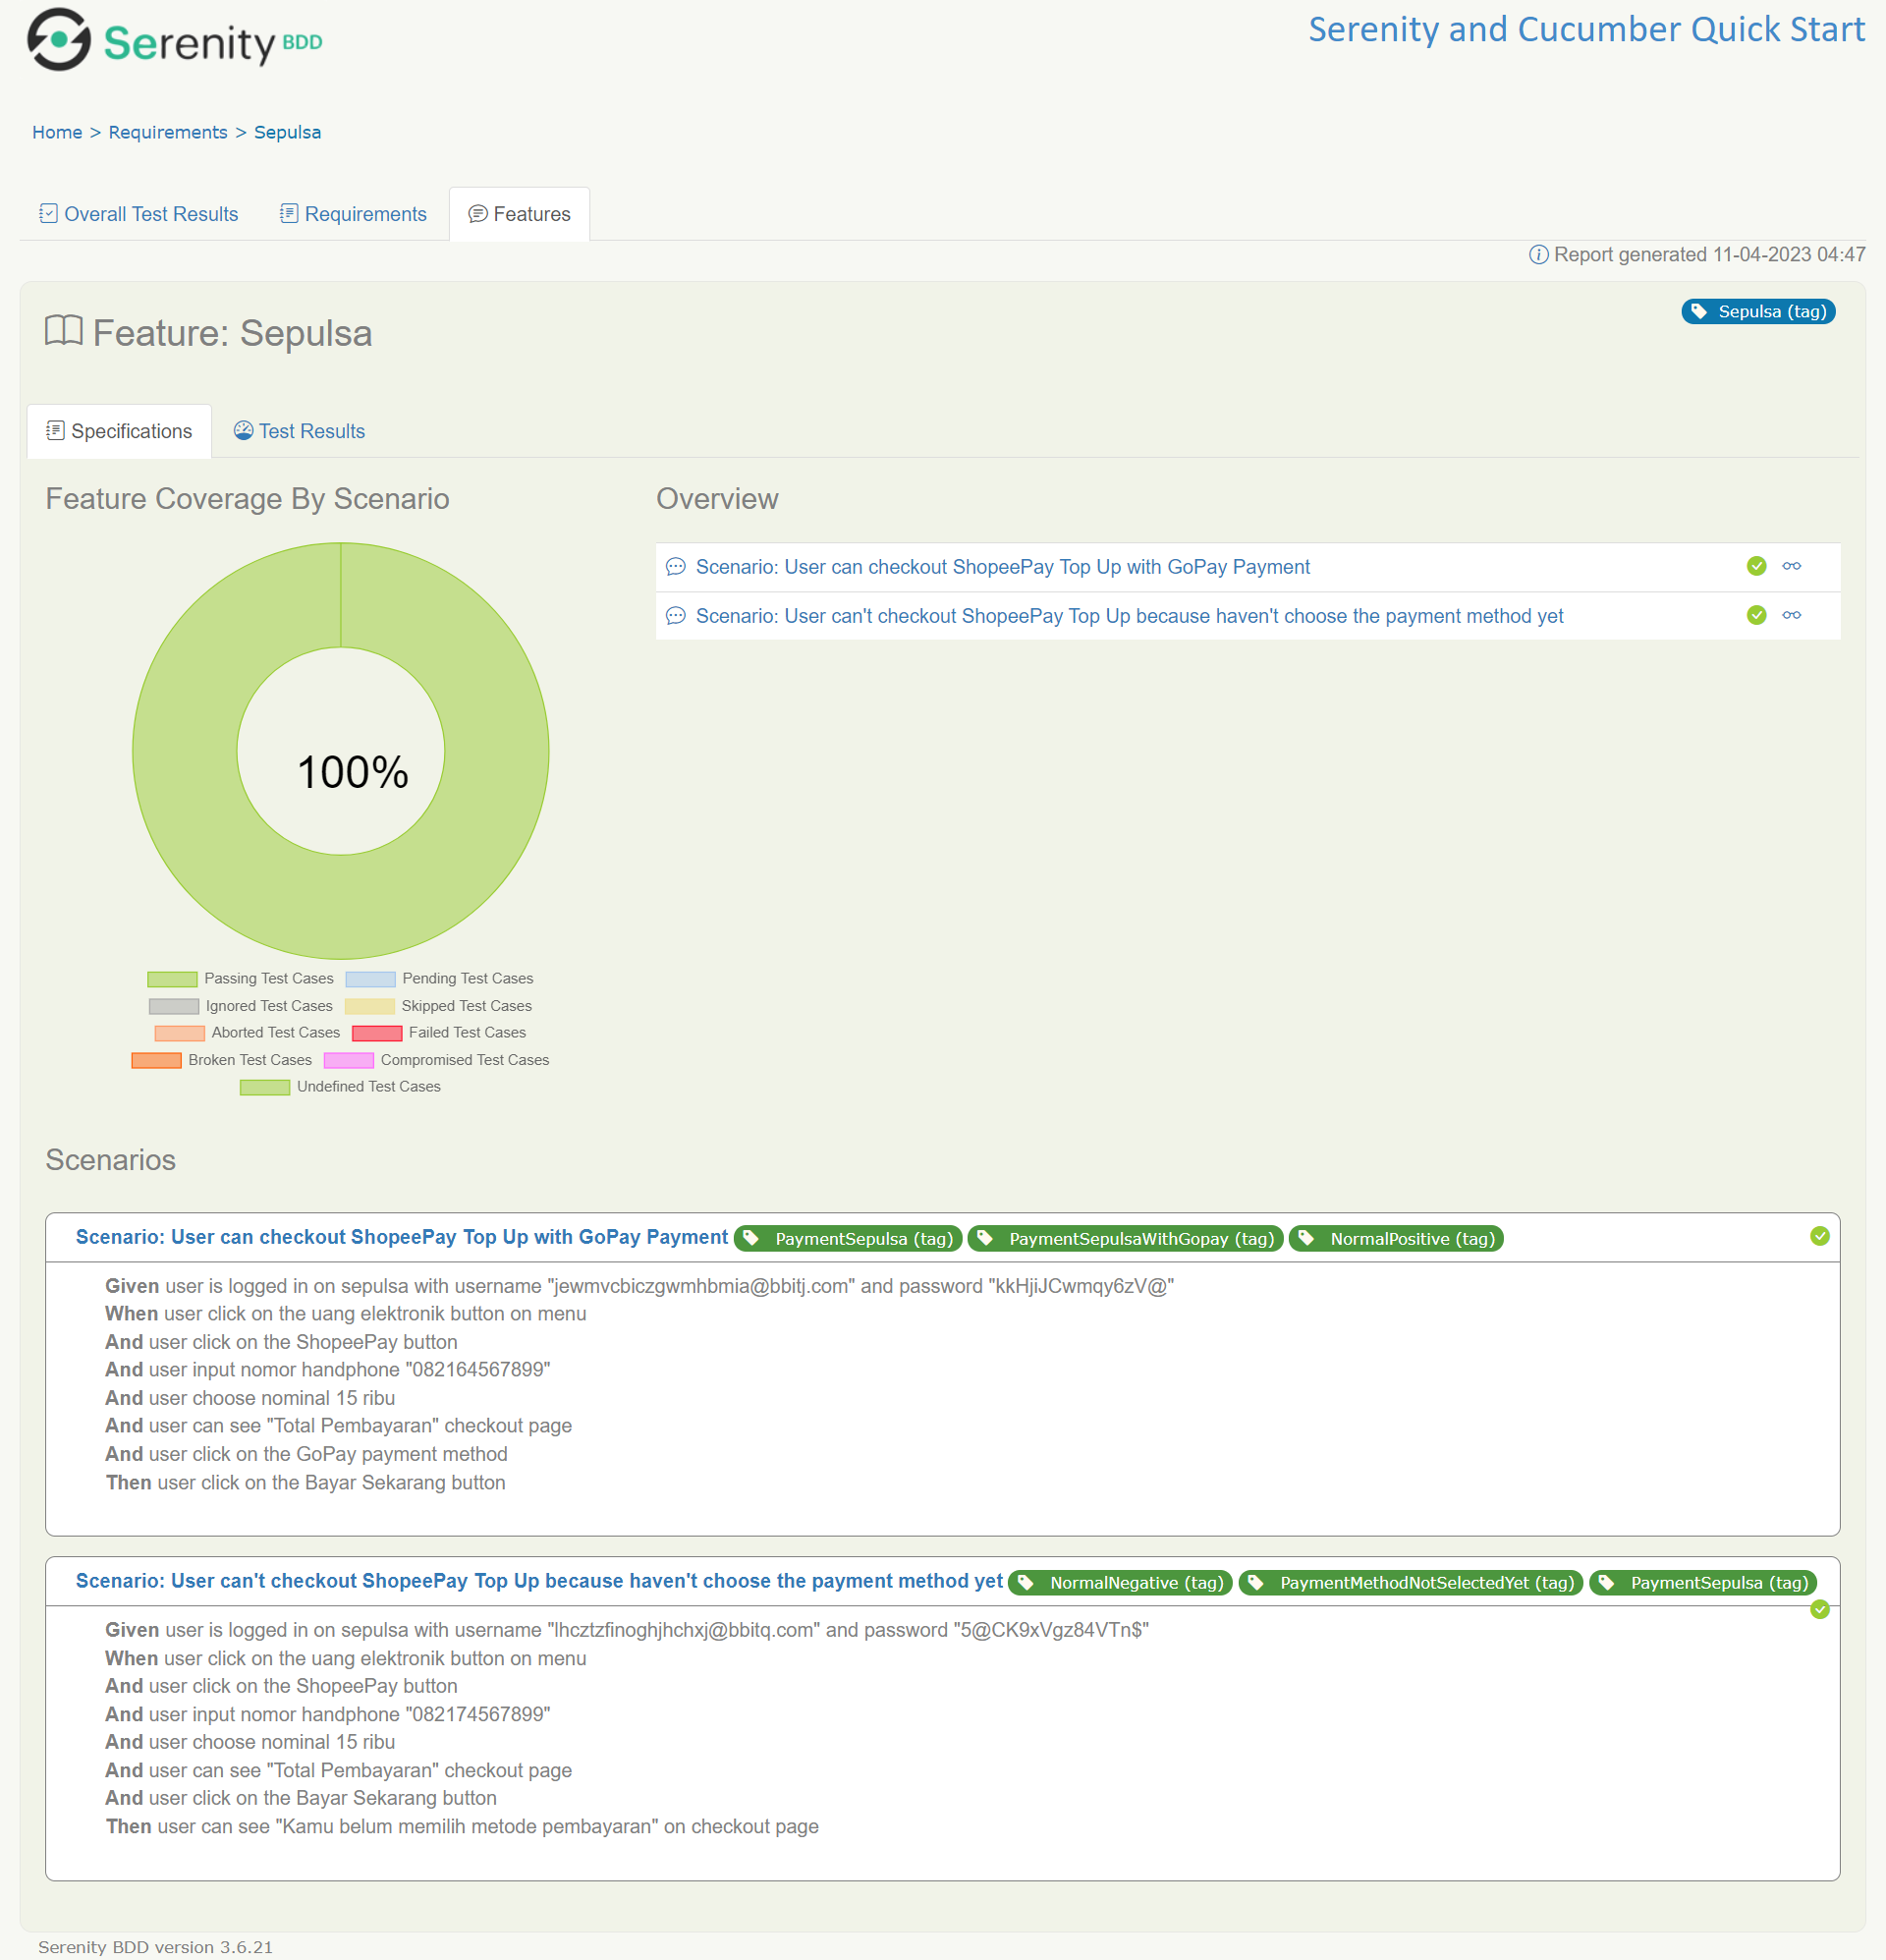 Serenity BDD
Serenity and Cucumber Quick Start
Home > Requirements > Sepulsa
Overall Test Results
Requirements
Features
Report generated 11-04-2023 04:47
Feature: Sepulsa
Sepulsa (tag)
Specifications
Test Results
Feature Coverage By Scenario
100%
Passing Test Cases
Pending Test Cases
Ignored Test Cases
Skipped Test Cases
Aborted Test Cases
Failed Test Cases
Broken Test Cases
Compromised Test Cases
Undefined Test Cases
Overview
Scenario: User can checkout ShopeePay Top Up with GoPay Payment
Scenario: User can't checkout ShopeePay Top Up because haven't choose the payment method yet
Scenarios
Scenario: User can checkout ShopeePay Top Up with GoPay Payment PaymentSepulsa (tag) PaymentSepulsaWithGopay (tag) NormalPositive (tag)
Given user is logged in on sepulsa with username "jewmvcbiczgwmhbmia@bbitj.com" and password "kkHjiJCwmqy6zV@"
When user click on the uang elektronik button on menu
And user click on the ShopeePay button
And user input nomor handphone "082164567899"
And user choose nominal 15 ribu
And user can see "Total Pembayaran" checkout page
And user click on the GoPay payment method
Then user click on the Bayar Sekarang button
Scenario: User can't checkout ShopeePay Top Up because haven't choose the payment method yet NormalNegative (tag) PaymentMethodNotSelectedYet (tag) PaymentSepulsa (tag)
Given user is logged in on sepulsa with username "lhcztzfinoghjhchxj@bbitq.com" and password "5@CK9xVgz84VTn$"
When user click on the uang elektronik button on menu
And user click on the ShopeePay button
And user input nomor handphone "082174567899"
And user choose nominal 15 ribu
And user can see "Total Pembayaran" checkout page
And user click on the Bayar Sekarang button
Then user can see "Kamu belum memilih metode pembayaran" on checkout page
Serenity BDD version 3.6.21